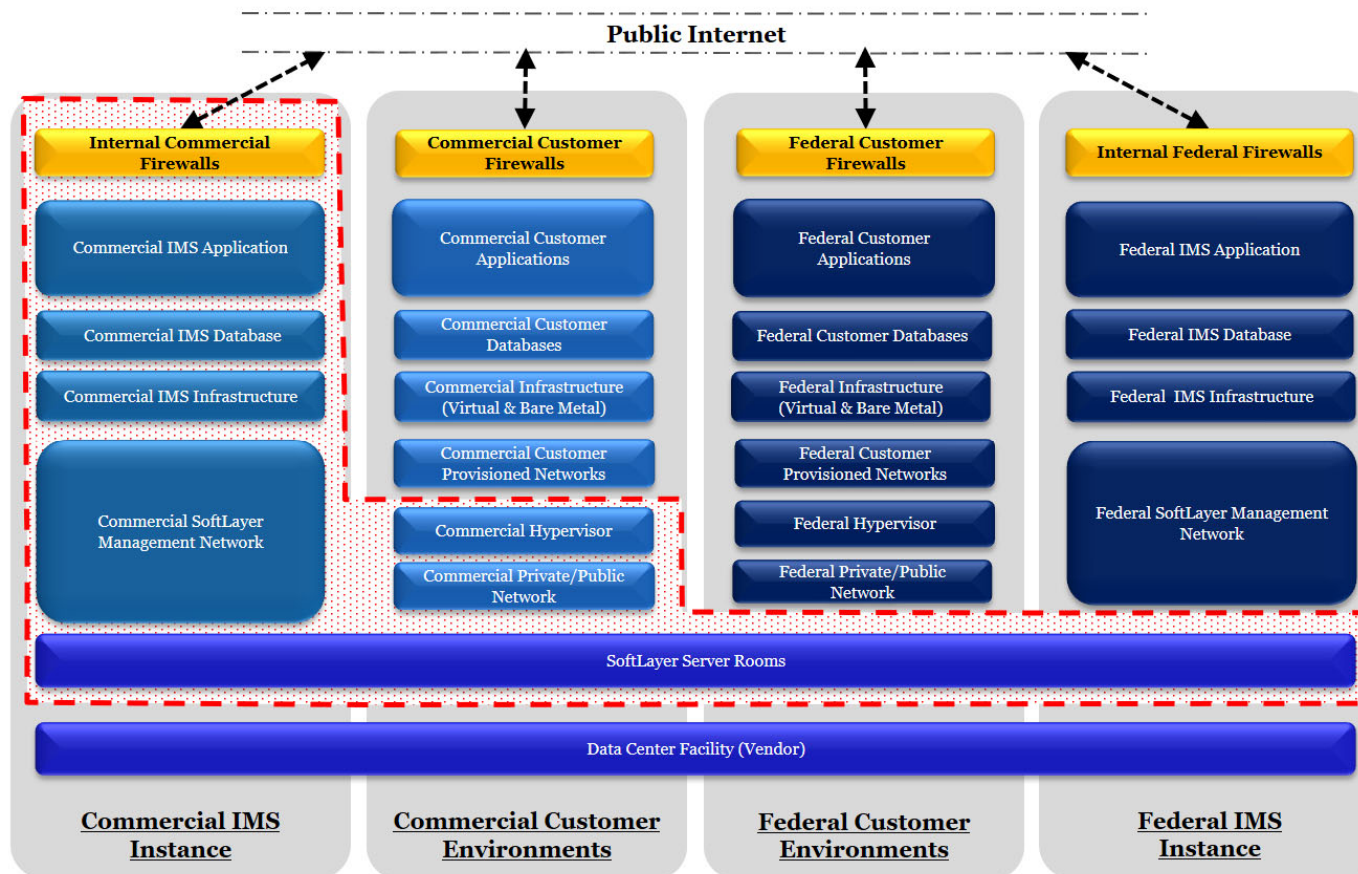 Public Internet
Internal Commercial
Firewalls
Commercial IMS Application
Commercial IMS Database
Commercial IMS Infrastructure
Commercial SoftLayer
Management Network
Commercial Customer
Firewalls
Commercial Customer
Applications
Commercial Customer
Databases
Commercial Infrastructure
(Virtual & Bare Metal)
Commercial Customer
Provisioned Networks
Commercial Hypervisor
Commercial Private/Public
Network
Federal Customer
Firewalls
Federal Customer
Applications
Federal Customer Databases
Federal Infrastructure
(Virtual & Bare Metal)
Federal Customer
Provisioned Networks
Federal Hypervisor
Federal Private/Public
Network
Internal Federal Firewalls
Federal IMS Application
Federal IMS Database
Federal IMS Infrastructure
Federal SoftLayer Management
Network
SoftLayer Server Rooms
Data Center Facility (Vendor)
Commercial IMS
Instance
Commercial Customer
Environments
Federal Customer
Environments
Federal IMS
Instance